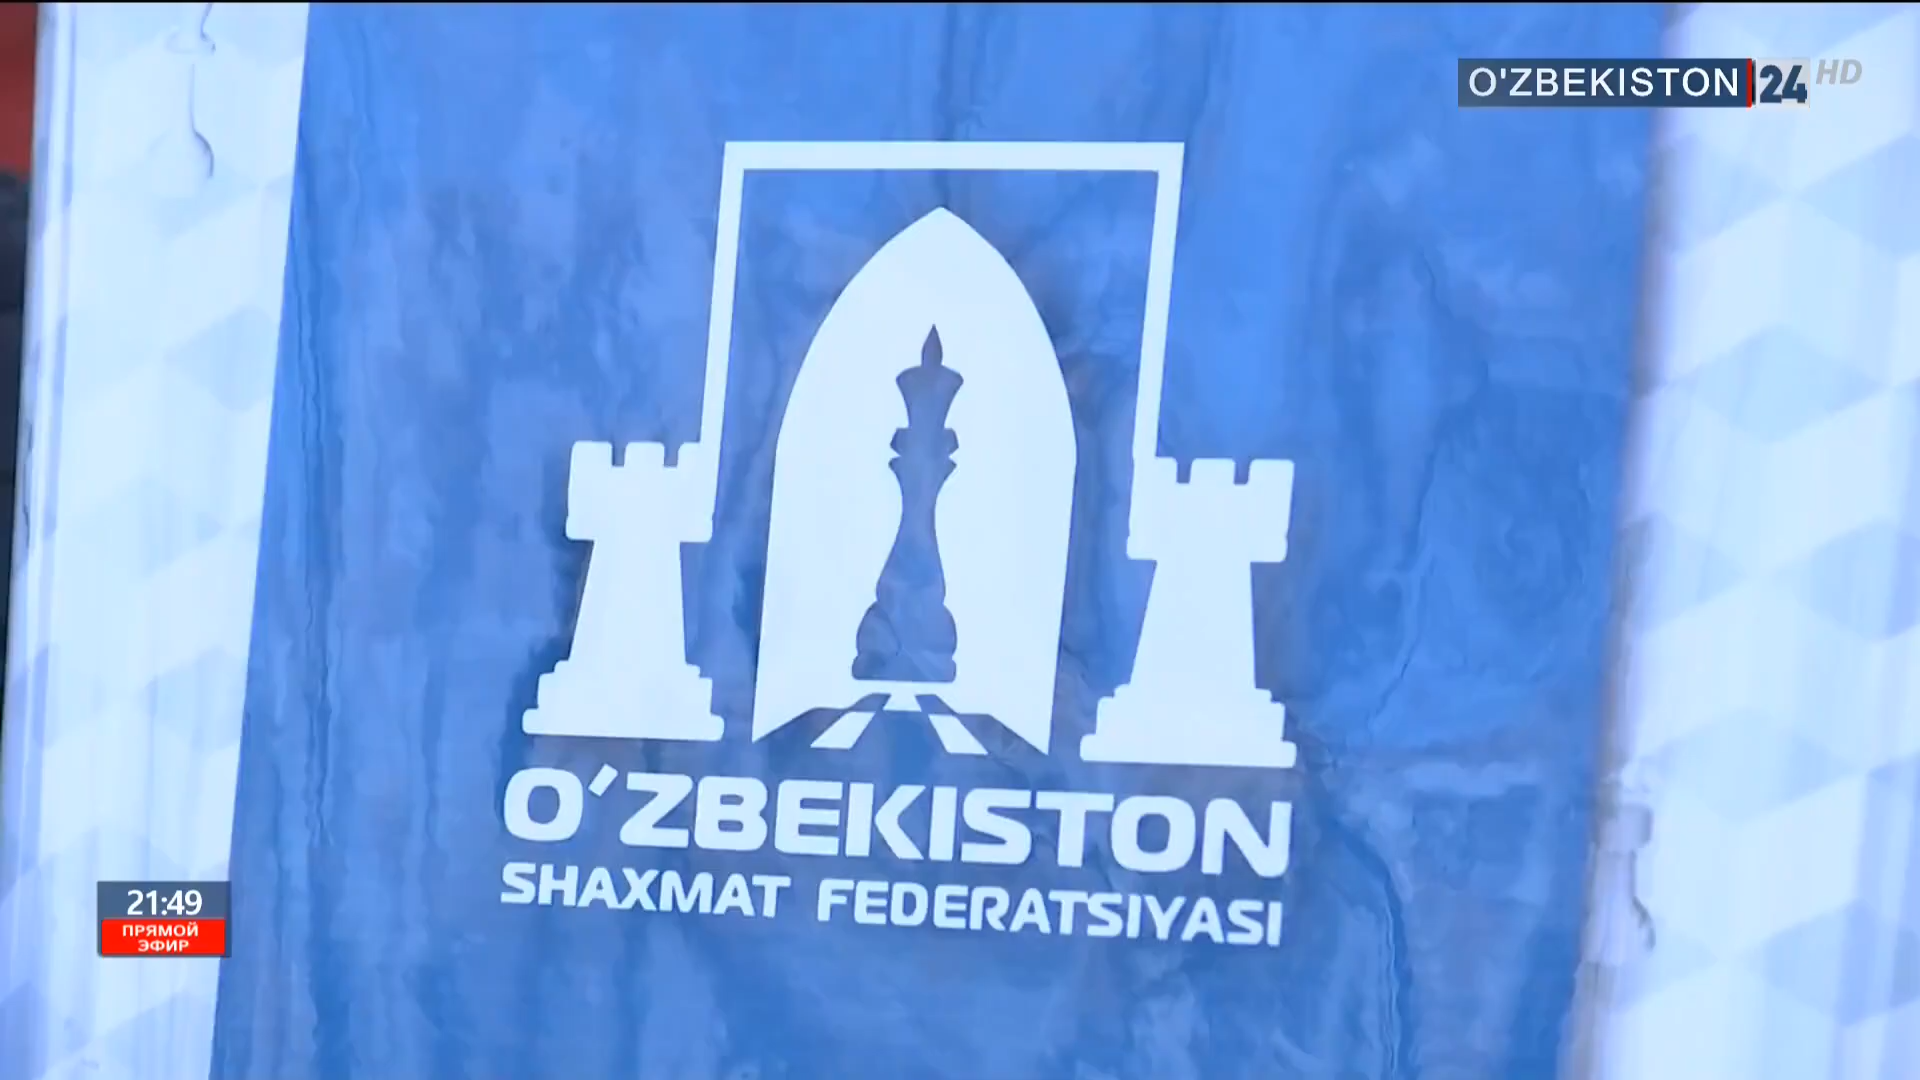 O'ZBEKISTON 24 HD
O‘ZBEKISTON
SHAXMAT FEDERATSIYASI
21:49
ПРЯМОЙ
ЭФИР